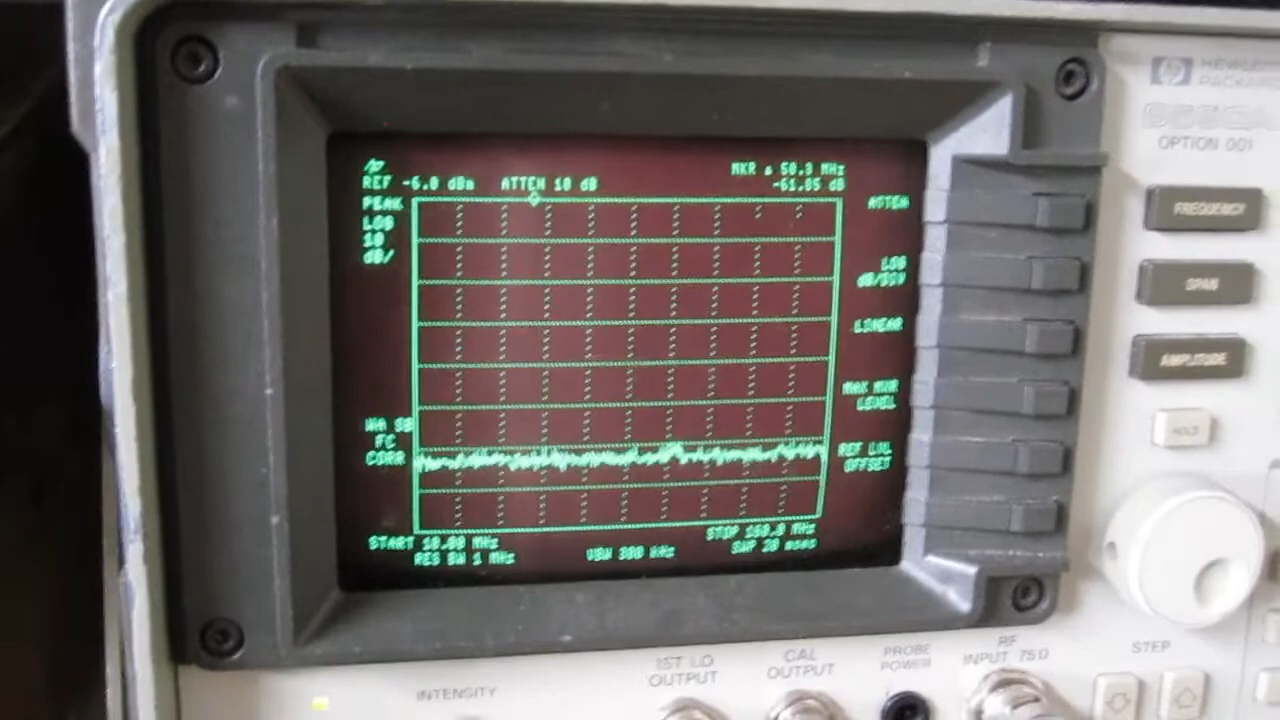 HEWLETT
PACKARD
OPTION 001
MKR Δ 50.3 MHz
REF -6.0 dBm ATTEN 10 dB -61.85 dB
PEAK
LOG
10
dB/
ATTEN
LOG
dB/DIV
LINEAR
MAX MXR
LEVEL
REF LVL
OFFSET
WA SB
FC
CORR
START 10.00 MHz STOP 160.0 MHz
RES BW 1 MHz VBW 300 kHz SWP 20 msec
FREQUENCY
SPAN
AMPLITUDE
HOLD
INTENSITY
1ST LO
OUTPUT
CAL
OUTPUT
PROBE
POWER
RF
INPUT 75Ω
STEP